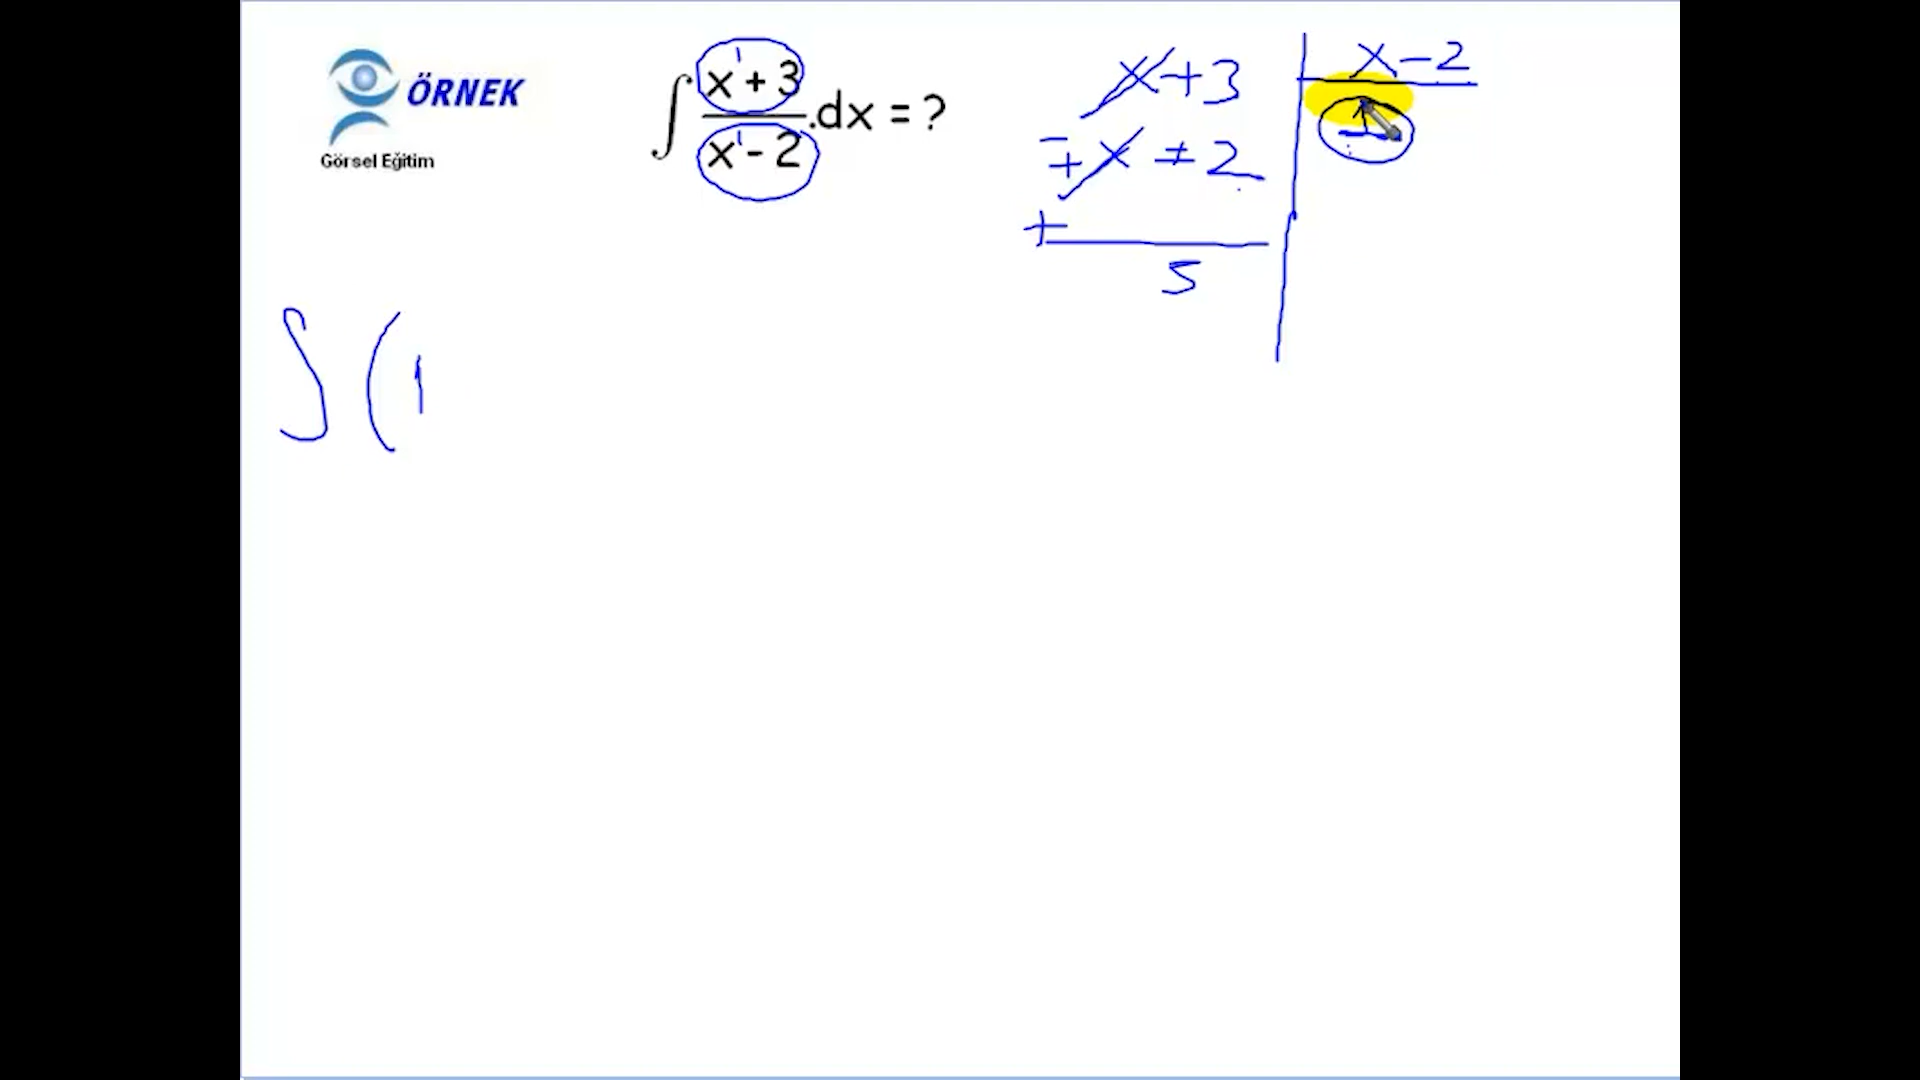 ÖRNEK
Görsel Eğitim
∫ x¹ + 3 / x¹ - 2 .dx = ?
x + 3 | x - 2
∓ x ≠ 2 | 1
+
5
∫ ( 1